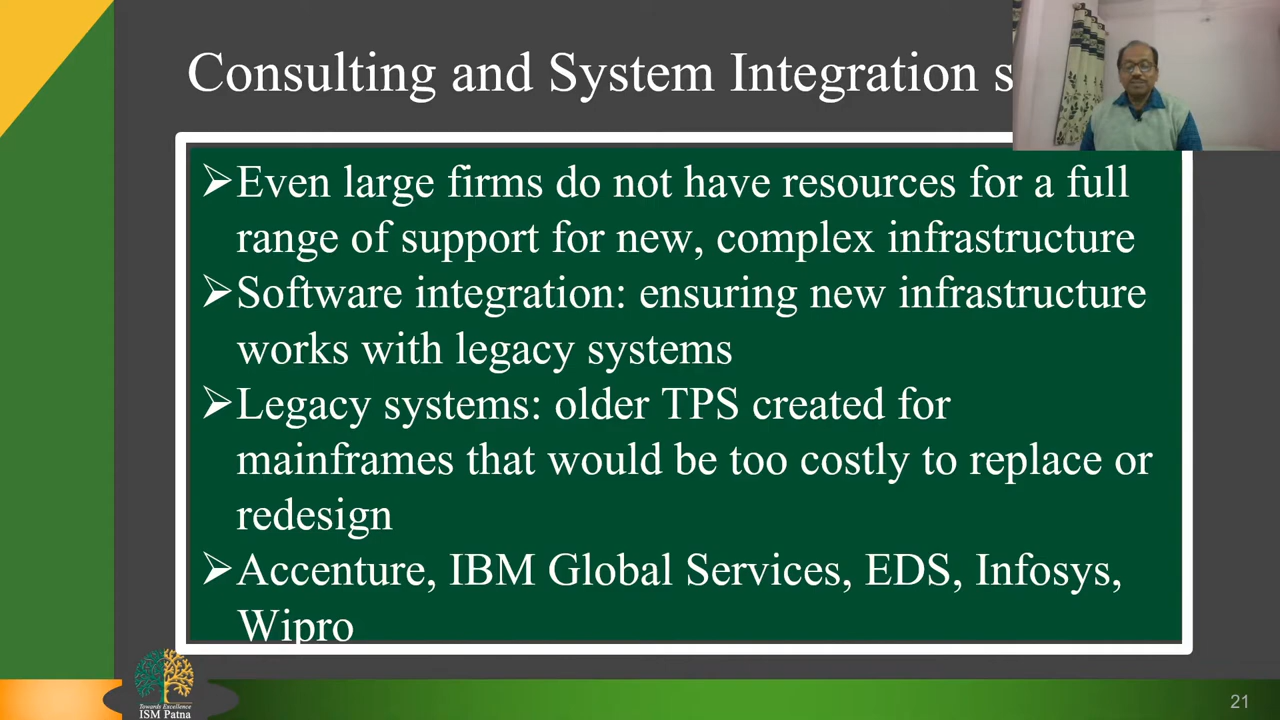 Consulting and System Integration s
➢Even large firms do not have resources for a full
range of support for new, complex infrastructure
➢Software integration: ensuring new infrastructure
works with legacy systems
➢Legacy systems: older TPS created for
mainframes that would be too costly to replace or
redesign
➢Accenture, IBM Global Services, EDS, Infosys,
Wipro
Towards Excellence
ISM Patna
21